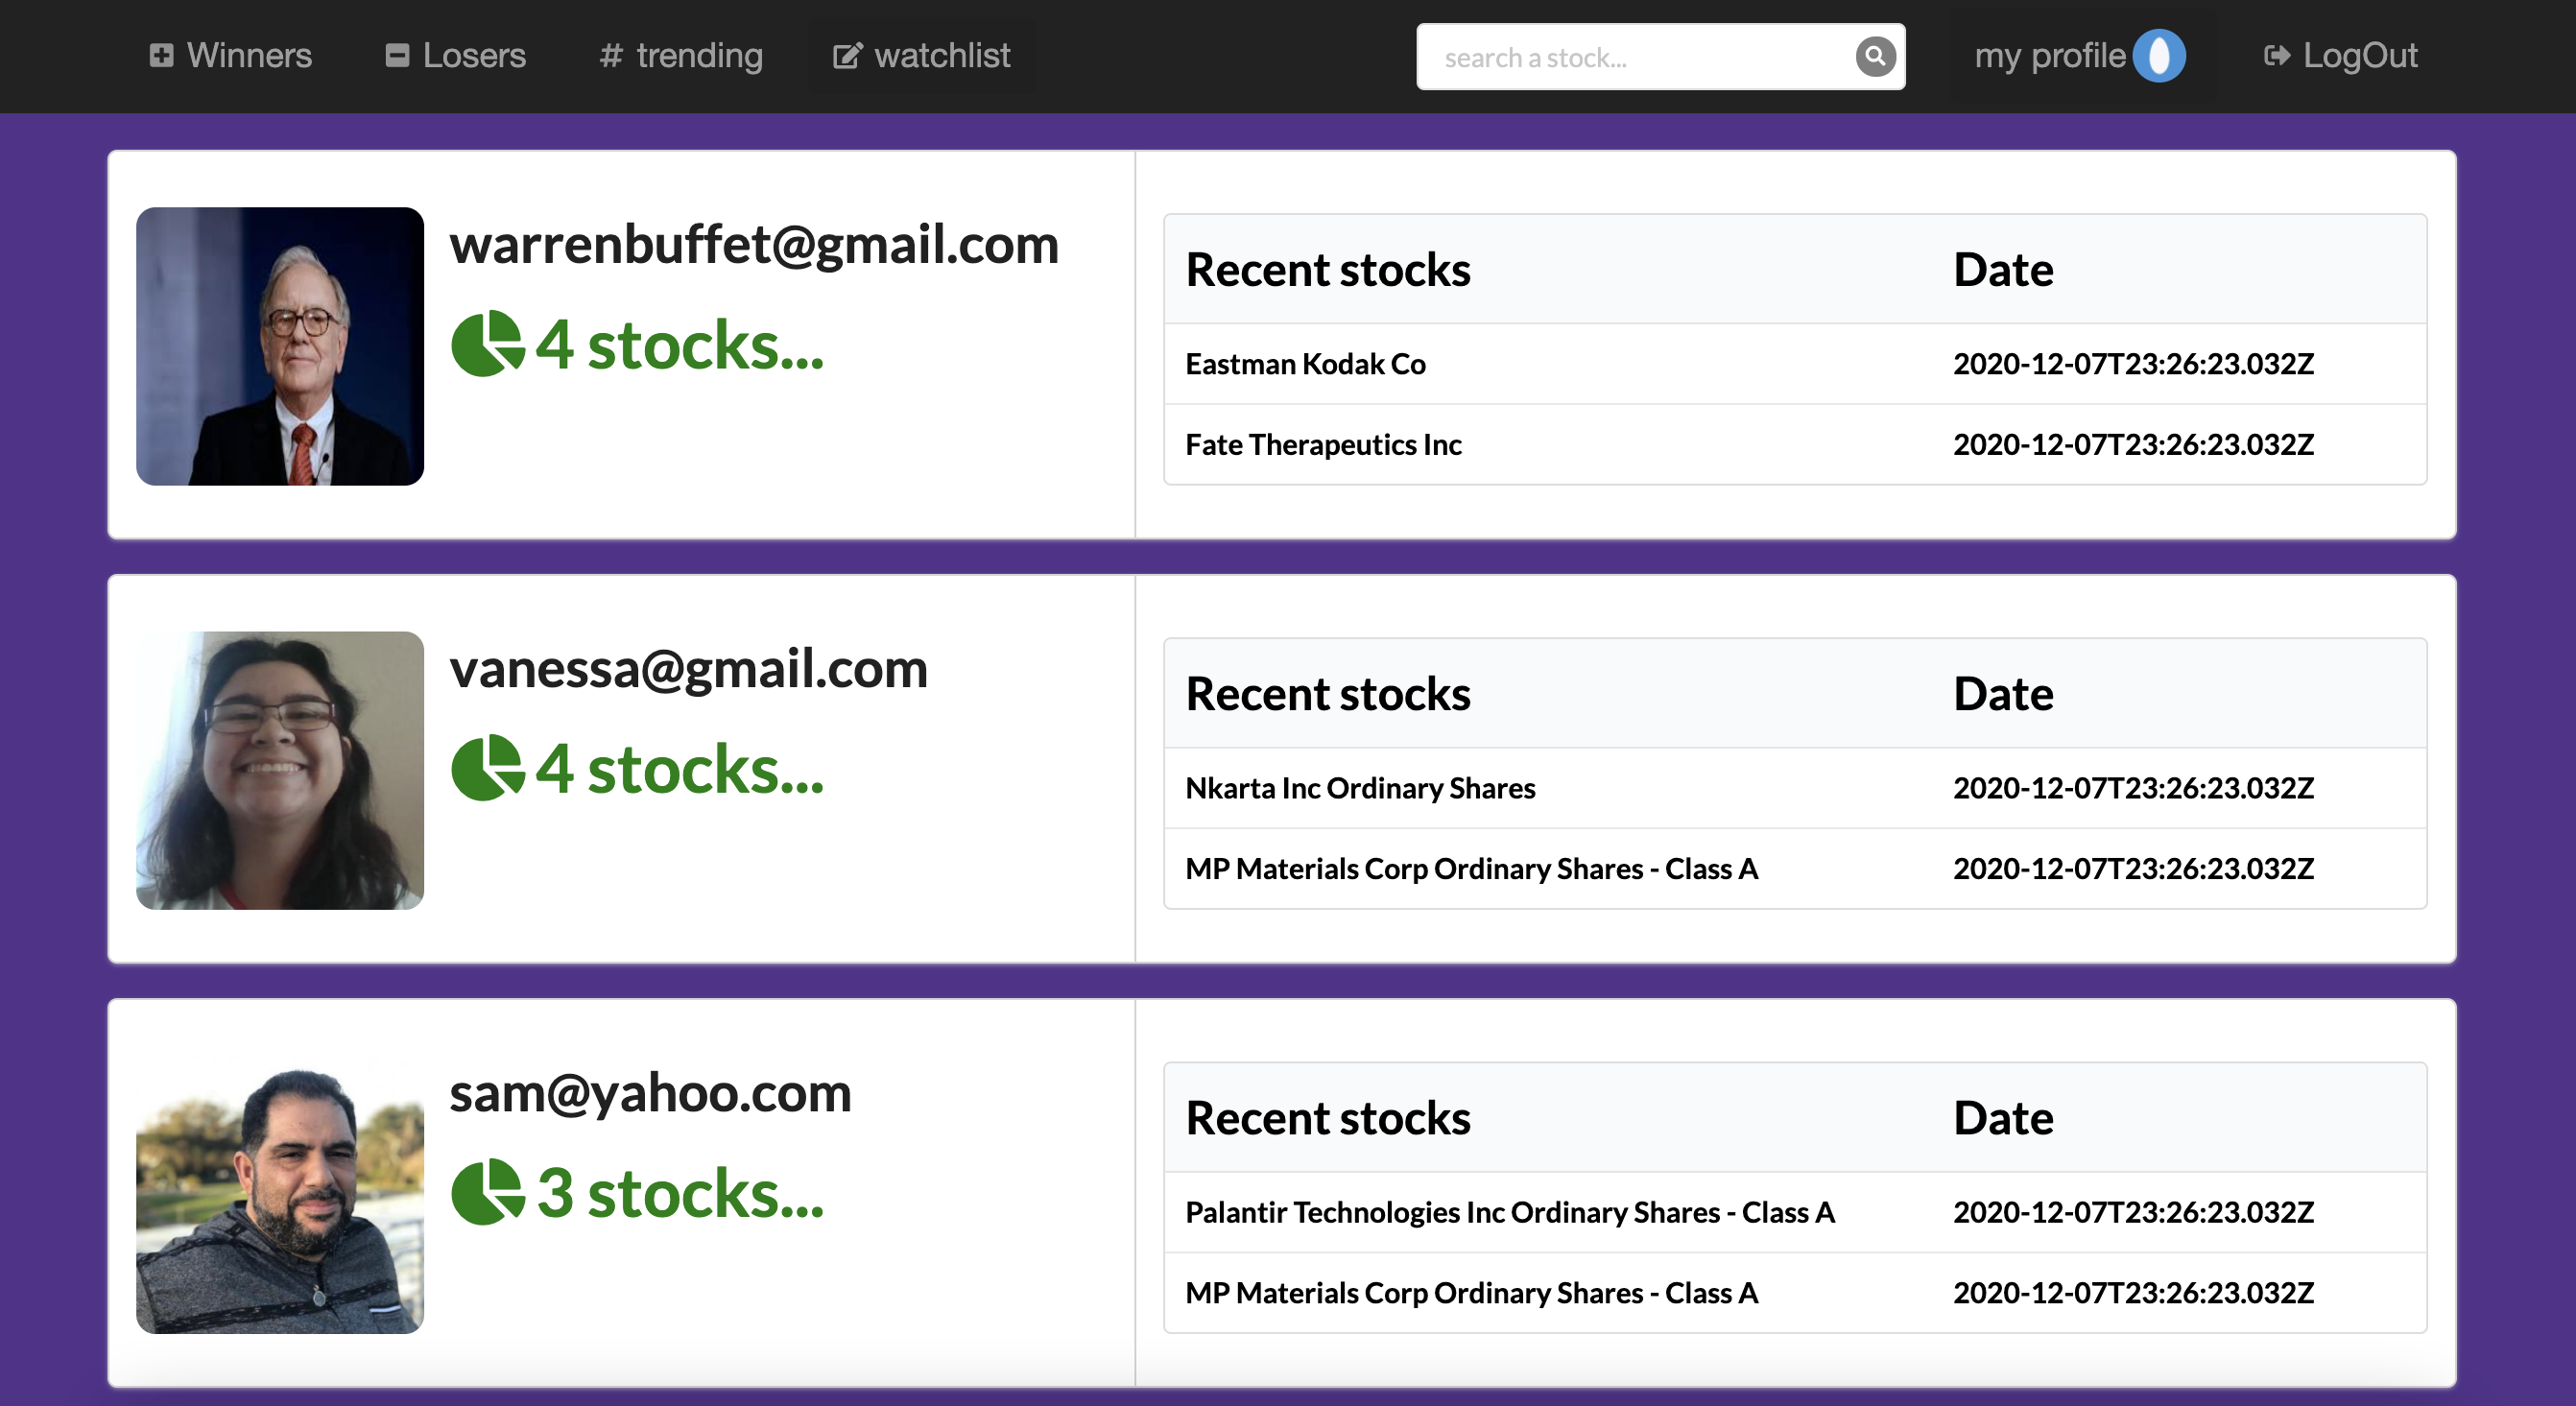 Winners Losers # trending watchlist search a stock... my profile LogOut
warrenbuffet@gmail.com
4 stocks...
Recent stocks Date
Eastman Kodak Co 2020-12-07T23:26:23.032Z
Fate Therapeutics Inc 2020-12-07T23:26:23.032Z
vanessa@gmail.com
4 stocks...
Recent stocks Date
Nkarta Inc Ordinary Shares 2020-12-07T23:26:23.032Z
MP Materials Corp Ordinary Shares - Class A 2020-12-07T23:26:23.032Z
sam@yahoo.com
3 stocks...
Recent stocks Date
Palantir Technologies Inc Ordinary Shares - Class A 2020-12-07T23:26:23.032Z
MP Materials Corp Ordinary Shares - Class A 2020-12-07T23:26:23.032Z